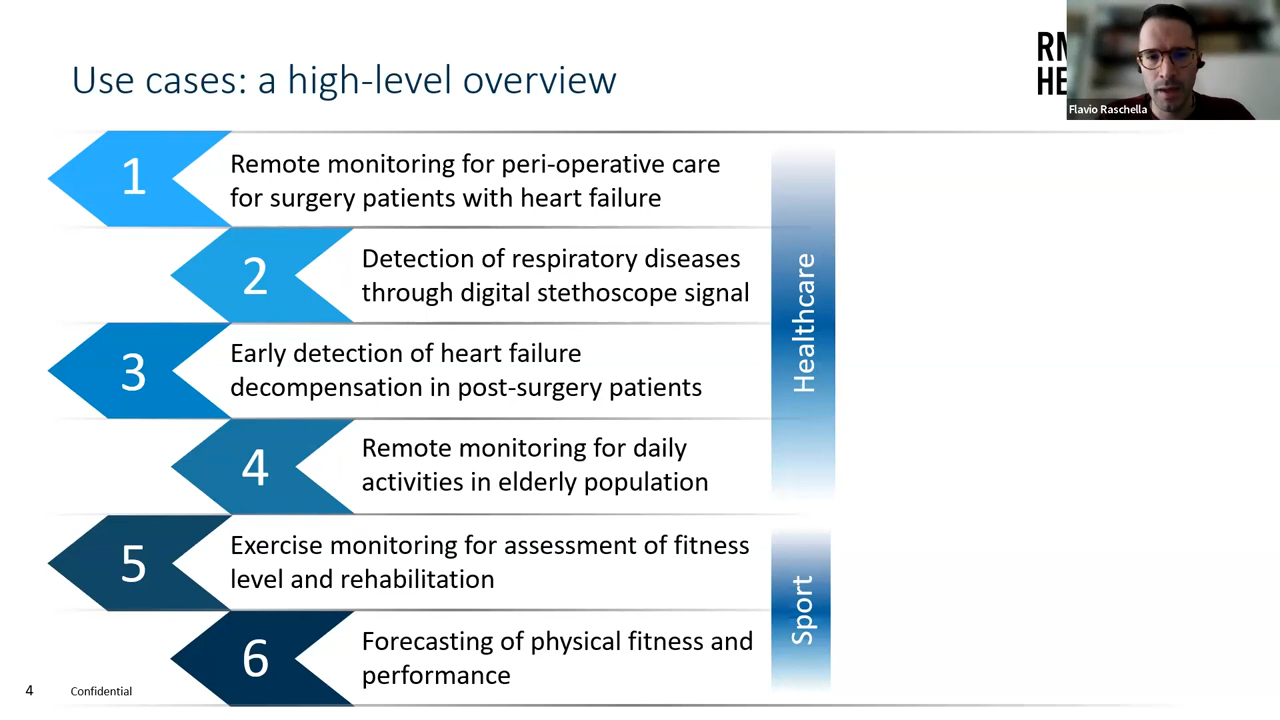 Use cases: a high-level overview
RM
HE
Flavio Raschella
1
Remote monitoring for peri-operative care
for surgery patients with heart failure
2
Detection of respiratory diseases
through digital stethoscope signal
3
Early detection of heart failure
decompensation in post-surgery patients
4
Remote monitoring for daily
activities in elderly population
Healthcare
5
Exercise monitoring for assessment of fitness
level and rehabilitation
6
Forecasting of physical fitness and
performance
Sport
4
Confidential